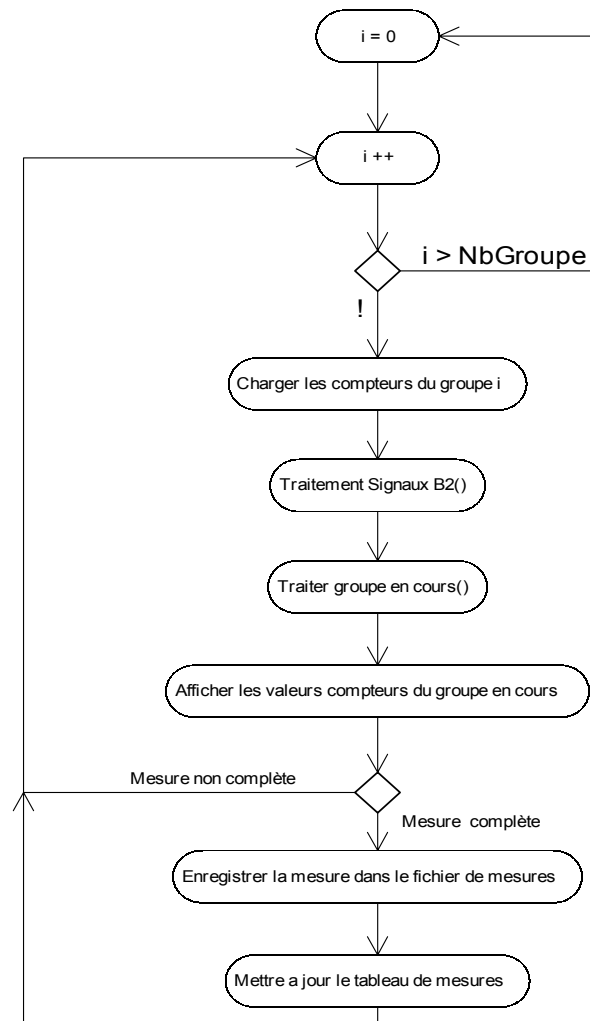 i = 0
i ++
i > NbGroupe
!
Charger les compteurs du groupe i
Traitement Signaux B2()
Traiter groupe en cours()
Afficher les valeurs compteurs du groupe en cours
Mesure non complète
Mesure complète
Enregistrer la mesure dans le fichier de mesures
Mettre a jour le tableau de mesures